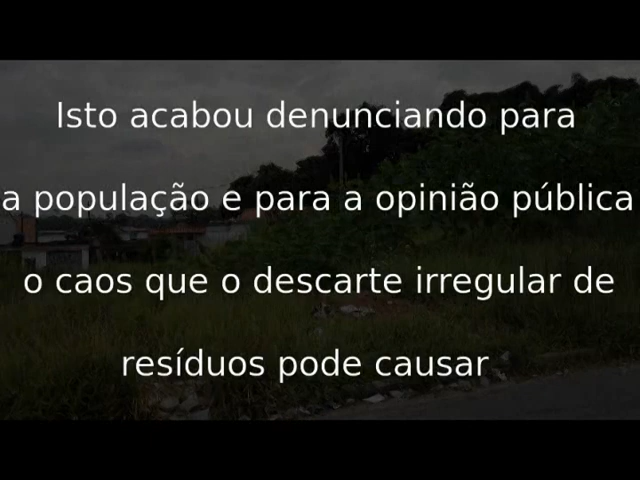 Isto acabou denunciando para
a população e para a opinião pública
o caos que o descarte irregular de
resíduos pode causar